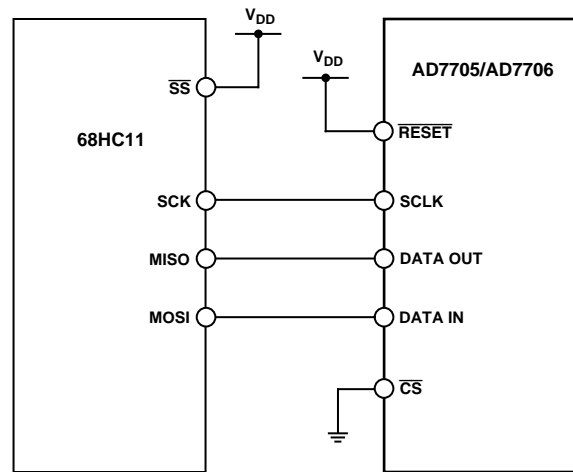 V_DD
V_DD
AD7705/AD7706
SS
RESET
68HC11
SCK
SCLK
MISO
DATA OUT
MOSI
DATA IN
CS